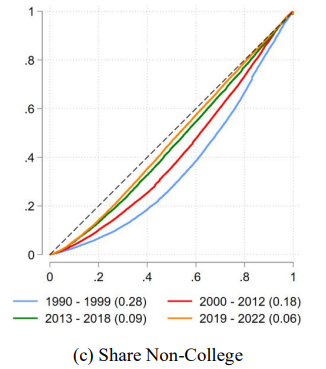 1
.8
.6
.4
.2
0
0 .2 .4 .6 .8 1
1990 - 1999 (0.28) 2000 - 2012 (0.18)
2013 - 2018 (0.09) 2019 - 2022 (0.06)
(c) Share Non-College